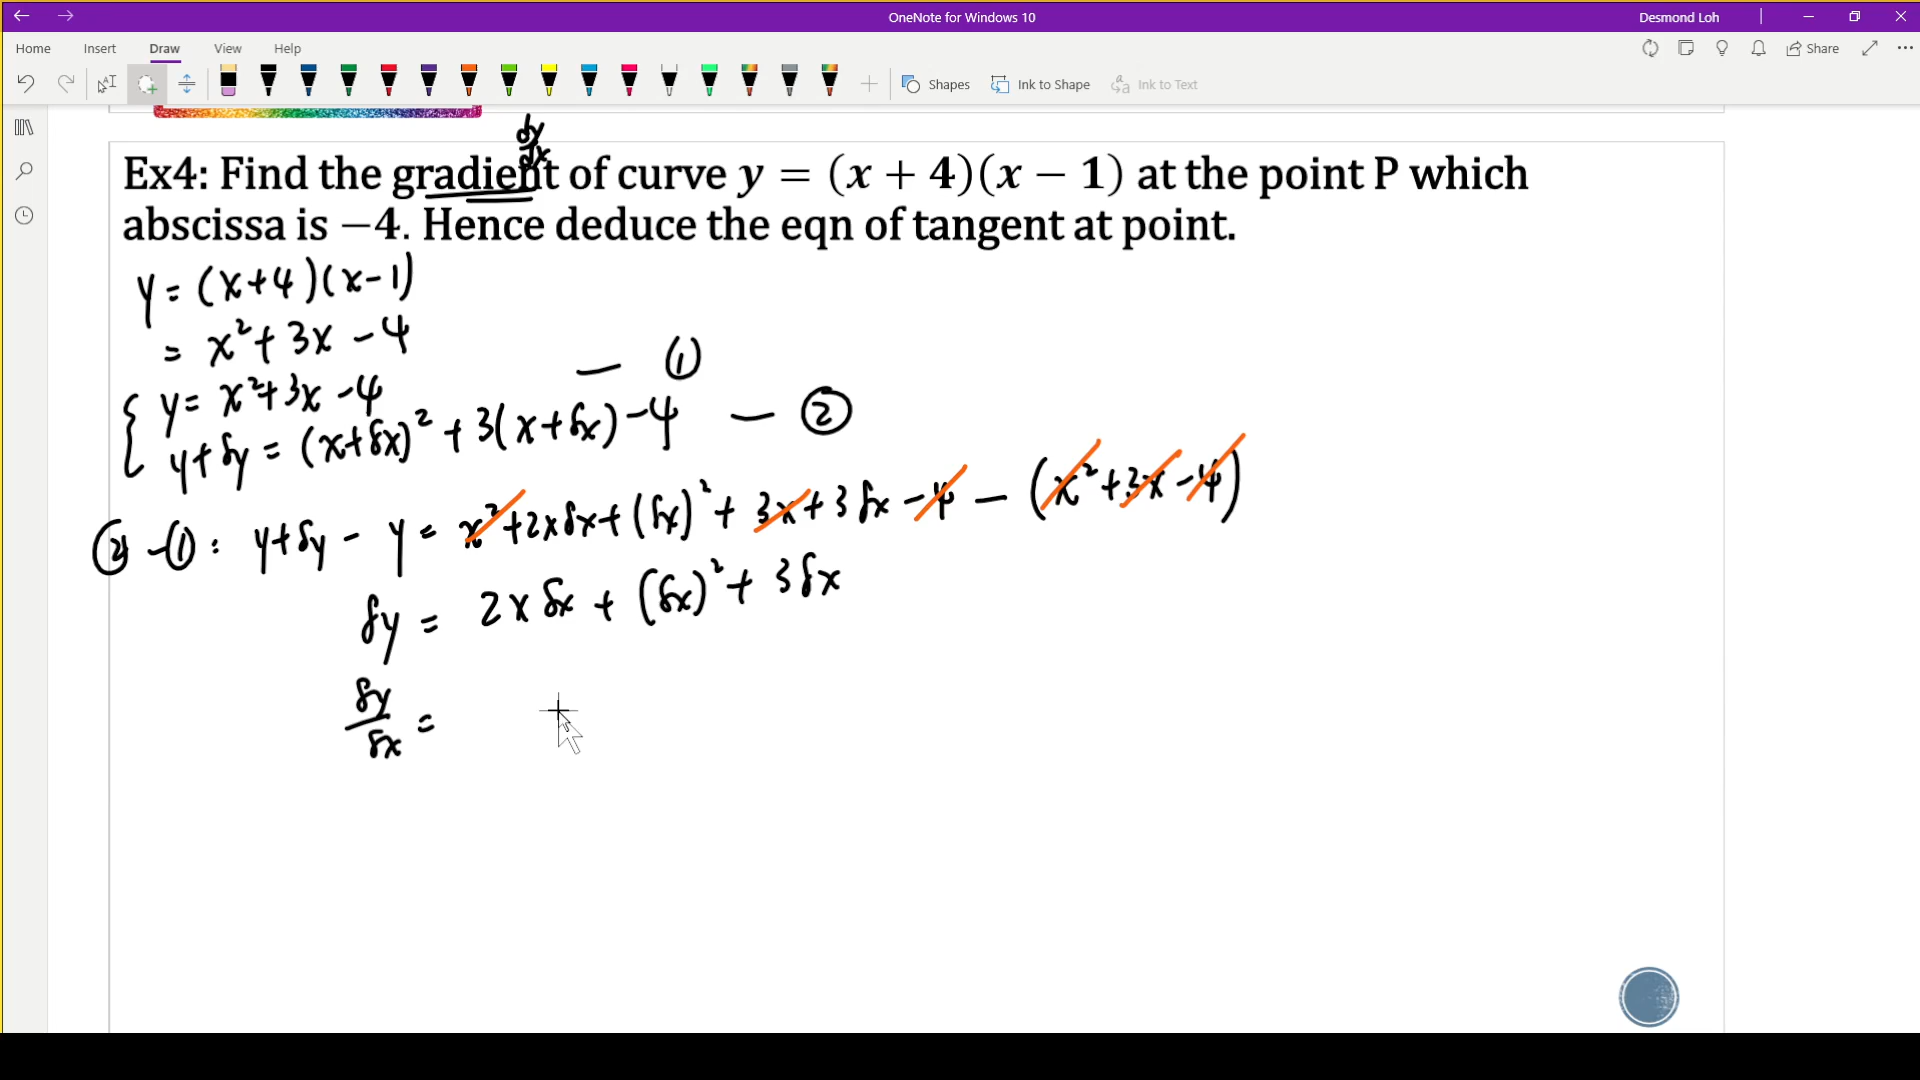 OneNote for Windows 10
Desmond Loh
Home Insert Draw View Help
Share
Shapes
Ink to Shape
Ink to Text
dy
dx
Ex4: Find the gradient of curve y = (x + 4)(x − 1) at the point P which
abscissa is −4. Hence deduce the eqn of tangent at point.
y = (x+4)(x-1)
= x² + 3x - 4
{ y = x²+3x-4 — ①
y+δy = (x+δx)² + 3(x+δx) - 4 — ②
② - ① : y+δy - y = x²+2xδx+(δx)² + 3x+3δx - 4 - (x²+3x-4)
δy = 2xδx + (δx)² + 3δx
δy
δx =